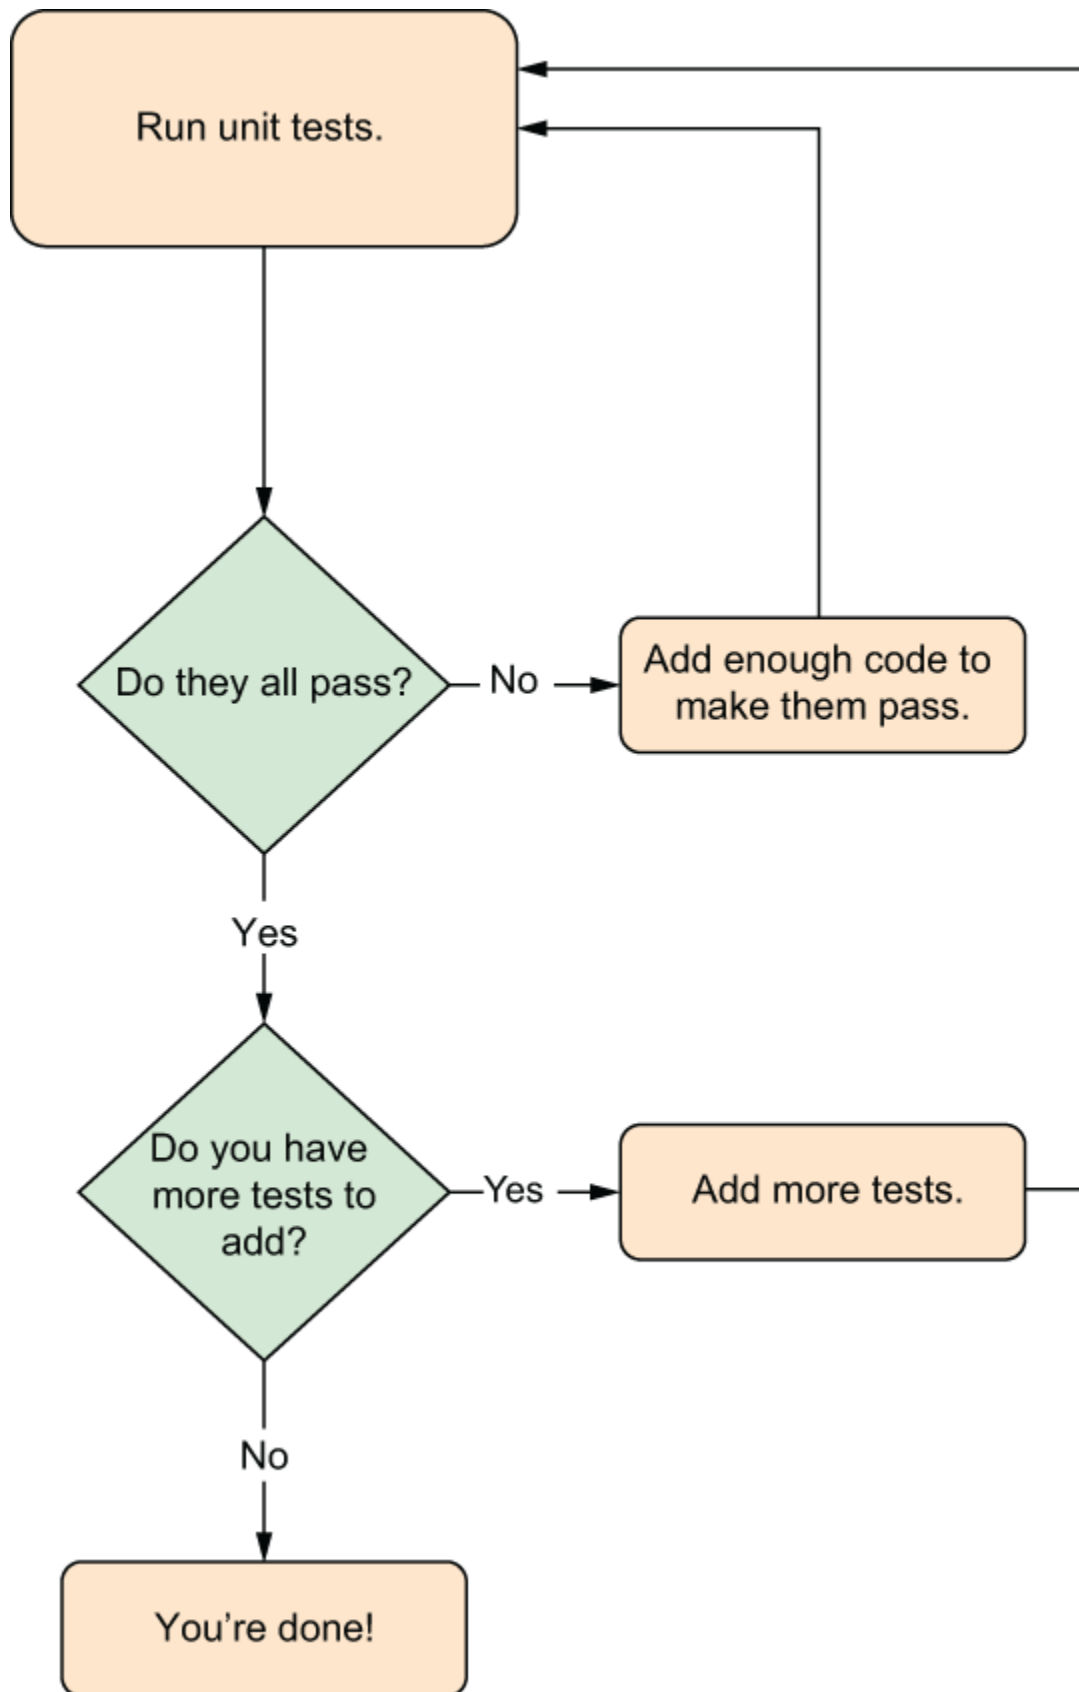 Run unit tests.
Do they all pass?
No
Add enough code to
make them pass.
Yes
Do you have
more tests to
add?
Yes
Add more tests.
No
You’re done!